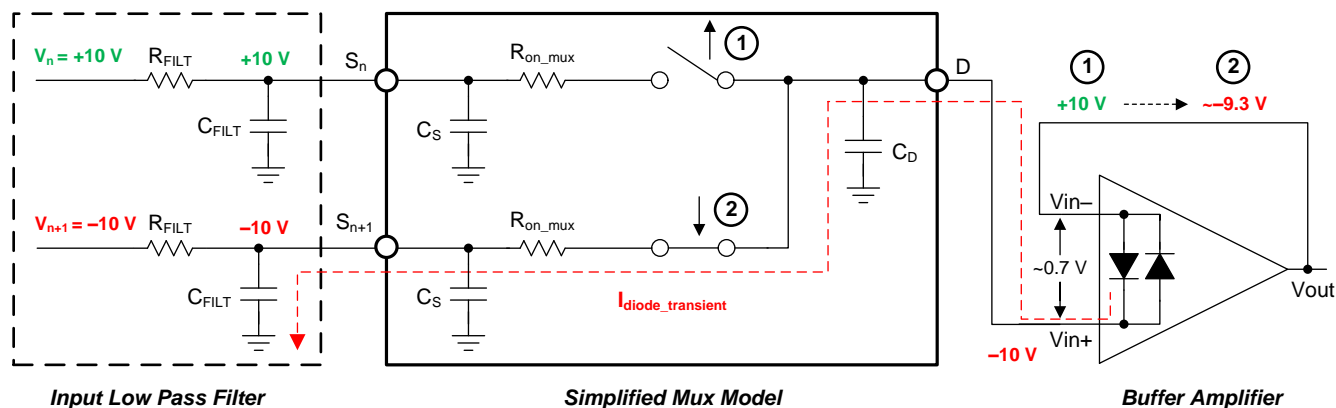 Vn = +10 V
RFILT
+10 V
Sn
Ron_mux
1
D
CFILT
CS
CD
1
2
+10 V
~–9.3 V
Vn+1 = –10 V
RFILT
–10 V
Sn+1
Ron_mux
2
CFILT
CS
Idiode_transient
Vin–
~0.7 V
Vin+
–10 V
Vout
Input Low Pass Filter
Simplified Mux Model
Buffer Amplifier